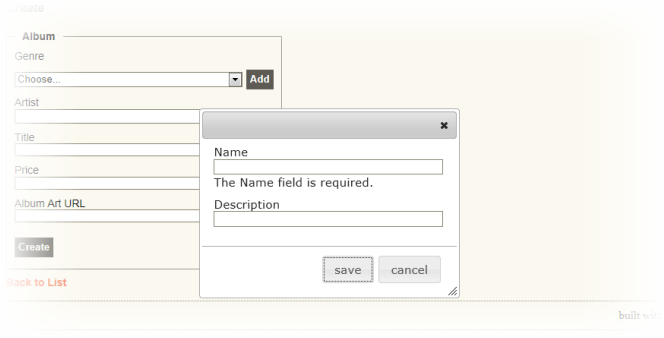 Create
Album
Genre
Choose...
Add
Artist
Title
Price
Album Art URL
Create
Back to List
Name
The Name field is required.
Description
save
cancel
built